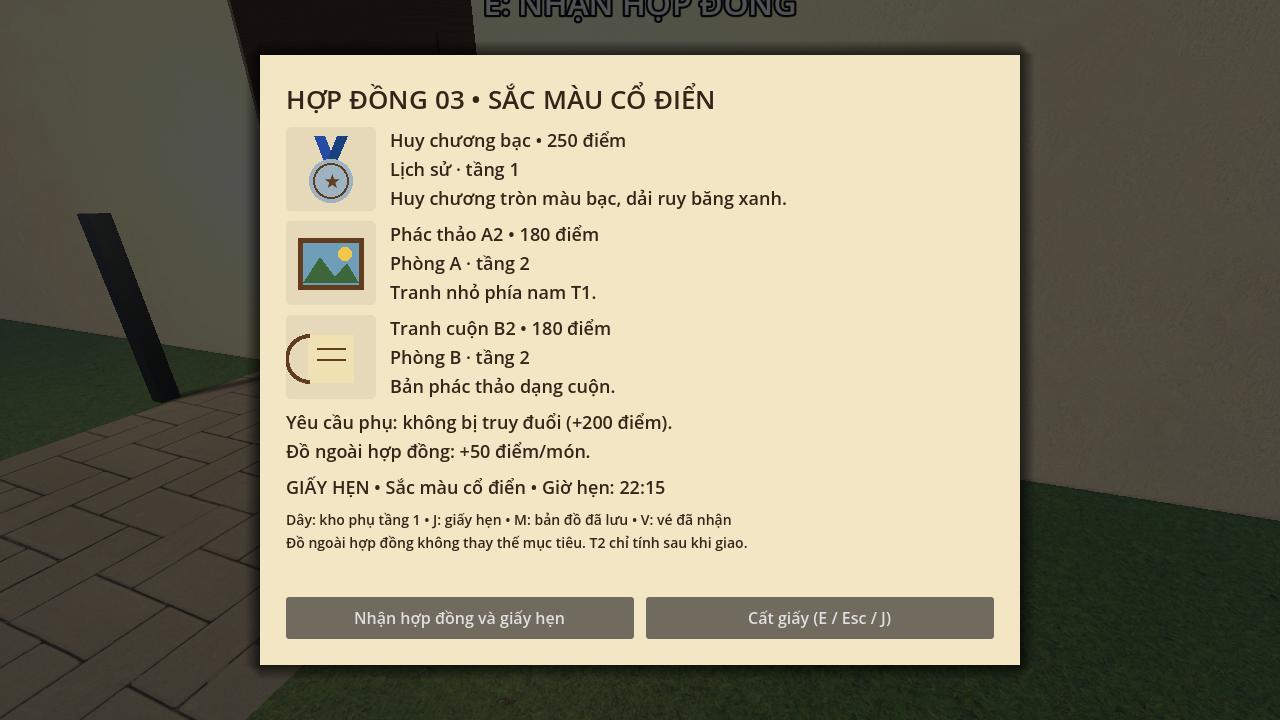 E: NHẬN HỢP ĐỒNG
HỢP ĐỒNG 03 • SẮC MÀU CỔ ĐIỂN
Huy chương bạc • 250 điểm
Lịch sử · tầng 1
Huy chương tròn màu bạc, dải ruy băng xanh.
Phác thảo A2 • 180 điểm
Phòng A · tầng 2
Tranh nhỏ phía nam T1.
Tranh cuộn B2 • 180 điểm
Phòng B · tầng 2
Bản phác thảo dạng cuộn.
Yêu cầu phụ: không bị truy đuổi (+200 điểm).
Đồ ngoài hợp đồng: +50 điểm/món.
GIẤY HẸN • Sắc màu cổ điển • Giờ hẹn: 22:15
Dây: kho phụ tầng 1 • J: giấy hẹn • M: bản đồ đã lưu • V: vé đã nhận
Đồ ngoài hợp đồng không thay thế mục tiêu. T2 chỉ tính sau khi giao.
Nhận hợp đồng và giấy hẹn
Cất giấy (E / Esc / J)